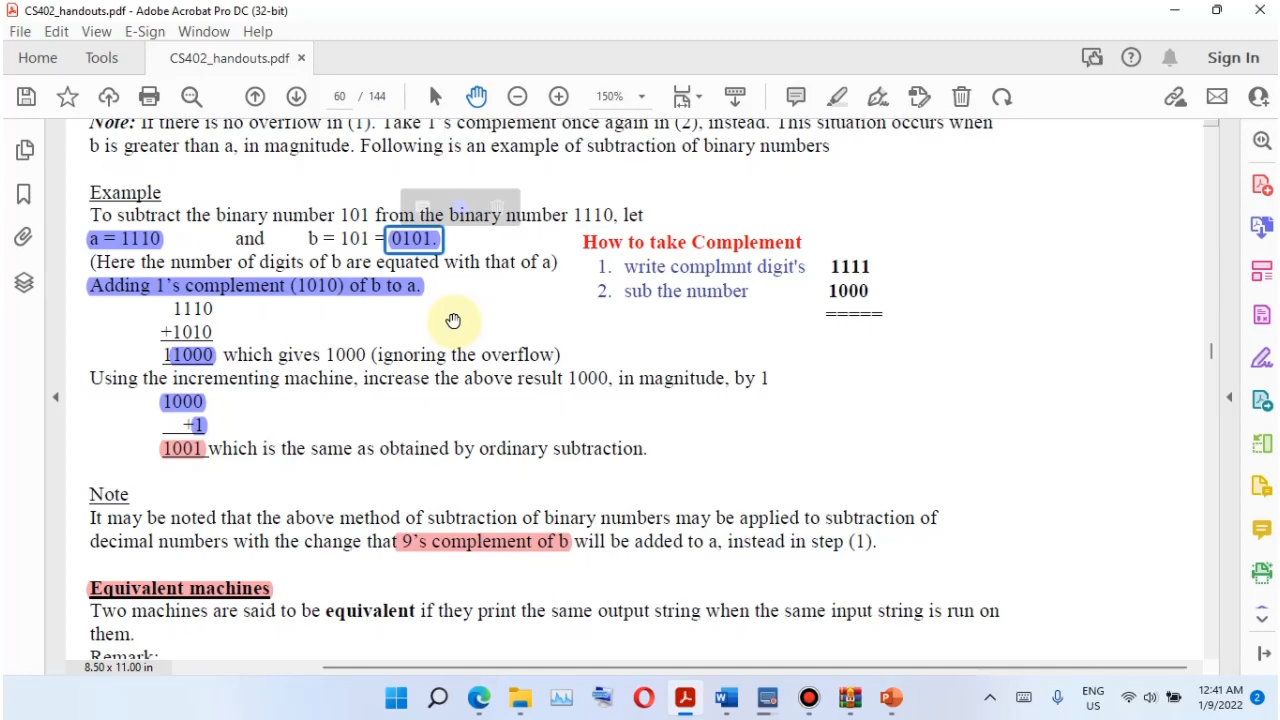 CS402_handouts.pdf - Adobe Acrobat Pro DC (32-bit)
File Edit View E-Sign Window Help
Home Tools CS402_handouts.pdf × Sign In
60 / 144 150%
Note: If there is no overflow in (1). Take 1's complement once again in (2), instead. This situation occurs when
b is greater than a, in magnitude. Following is an example of subtraction of binary numbers
Example
To subtract the binary number 101 from the binary number 1110, let
a = 1110 and b = 101 = 0101.
(Here the number of digits of b are equated with that of a)
Adding 1's complement (1010) of b to a.
1110
+1010
11000 which gives 1000 (ignoring the overflow)
Using the incrementing machine, increase the above result 1000, in magnitude, by 1
1000
+1
1001 which is the same as obtained by ordinary subtraction.
How to take Complement
1. write complmnt digit's 1111
2. sub the number 1000
=====
Note
It may be noted that the above method of subtraction of binary numbers may be applied to subtraction of
decimal numbers with the change that 9's complement of b will be added to a, instead in step (1).
Equivalent machines
Two machines are said to be equivalent if they print the same output string when the same input string is run on
them.
Remark:
8.50 x 11.00 in
ENG
US
12:41 AM
1/9/2022
2